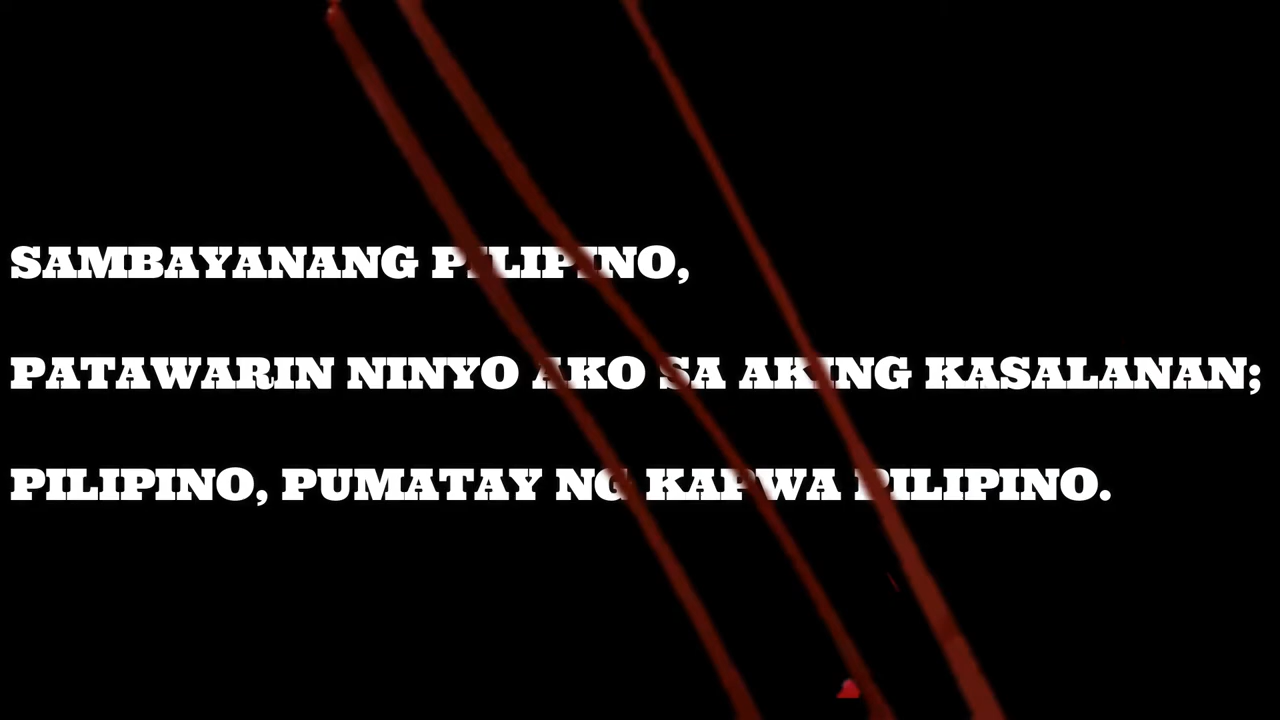 SAMBAYANANG PILIPINO,
PATAWARIN NINYO AKO SA AKING KASALANAN;
PILIPINO, PUMATAY NG KAPWA PILIPINO.